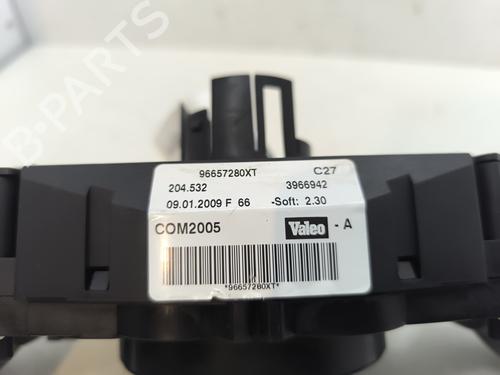 B-PARTS
96657280XT C27
204.532 3966942
09.01.2009 F 66 -Soft: 2.30
COM2005 Valeo - A
*96657280XT*